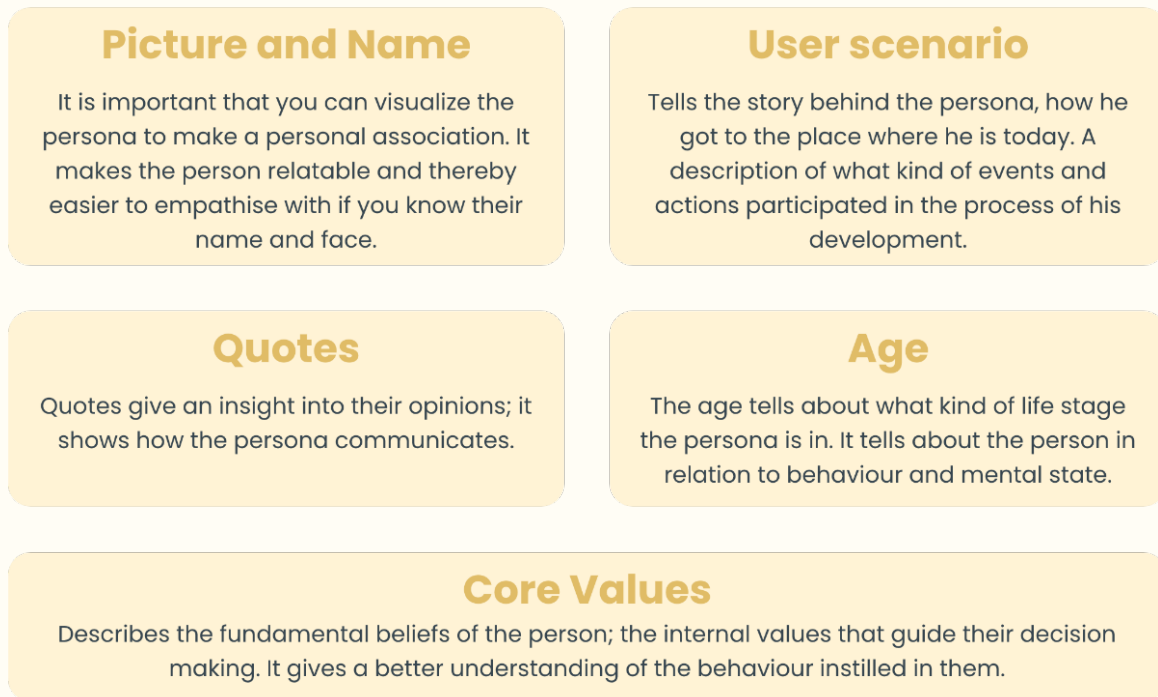 Picture and Name
It is important that you can visualize the
persona to make a personal association. It
makes the person relatable and thereby
easier to empathise with if you know their
name and face.
User scenario
Tells the story behind the persona, how he
got to the place where he is today. A
description of what kind of events and
actions participated in the process of his
development.
Quotes
Quotes give an insight into their opinions; it
shows how the persona communicates.
Age
The age tells about what kind of life stage
the persona is in. It tells about the person in
relation to behaviour and mental state.
Core Values
Describes the fundamental beliefs of the person; the internal values that guide their decision
making. It gives a better understanding of the behaviour instilled in them.